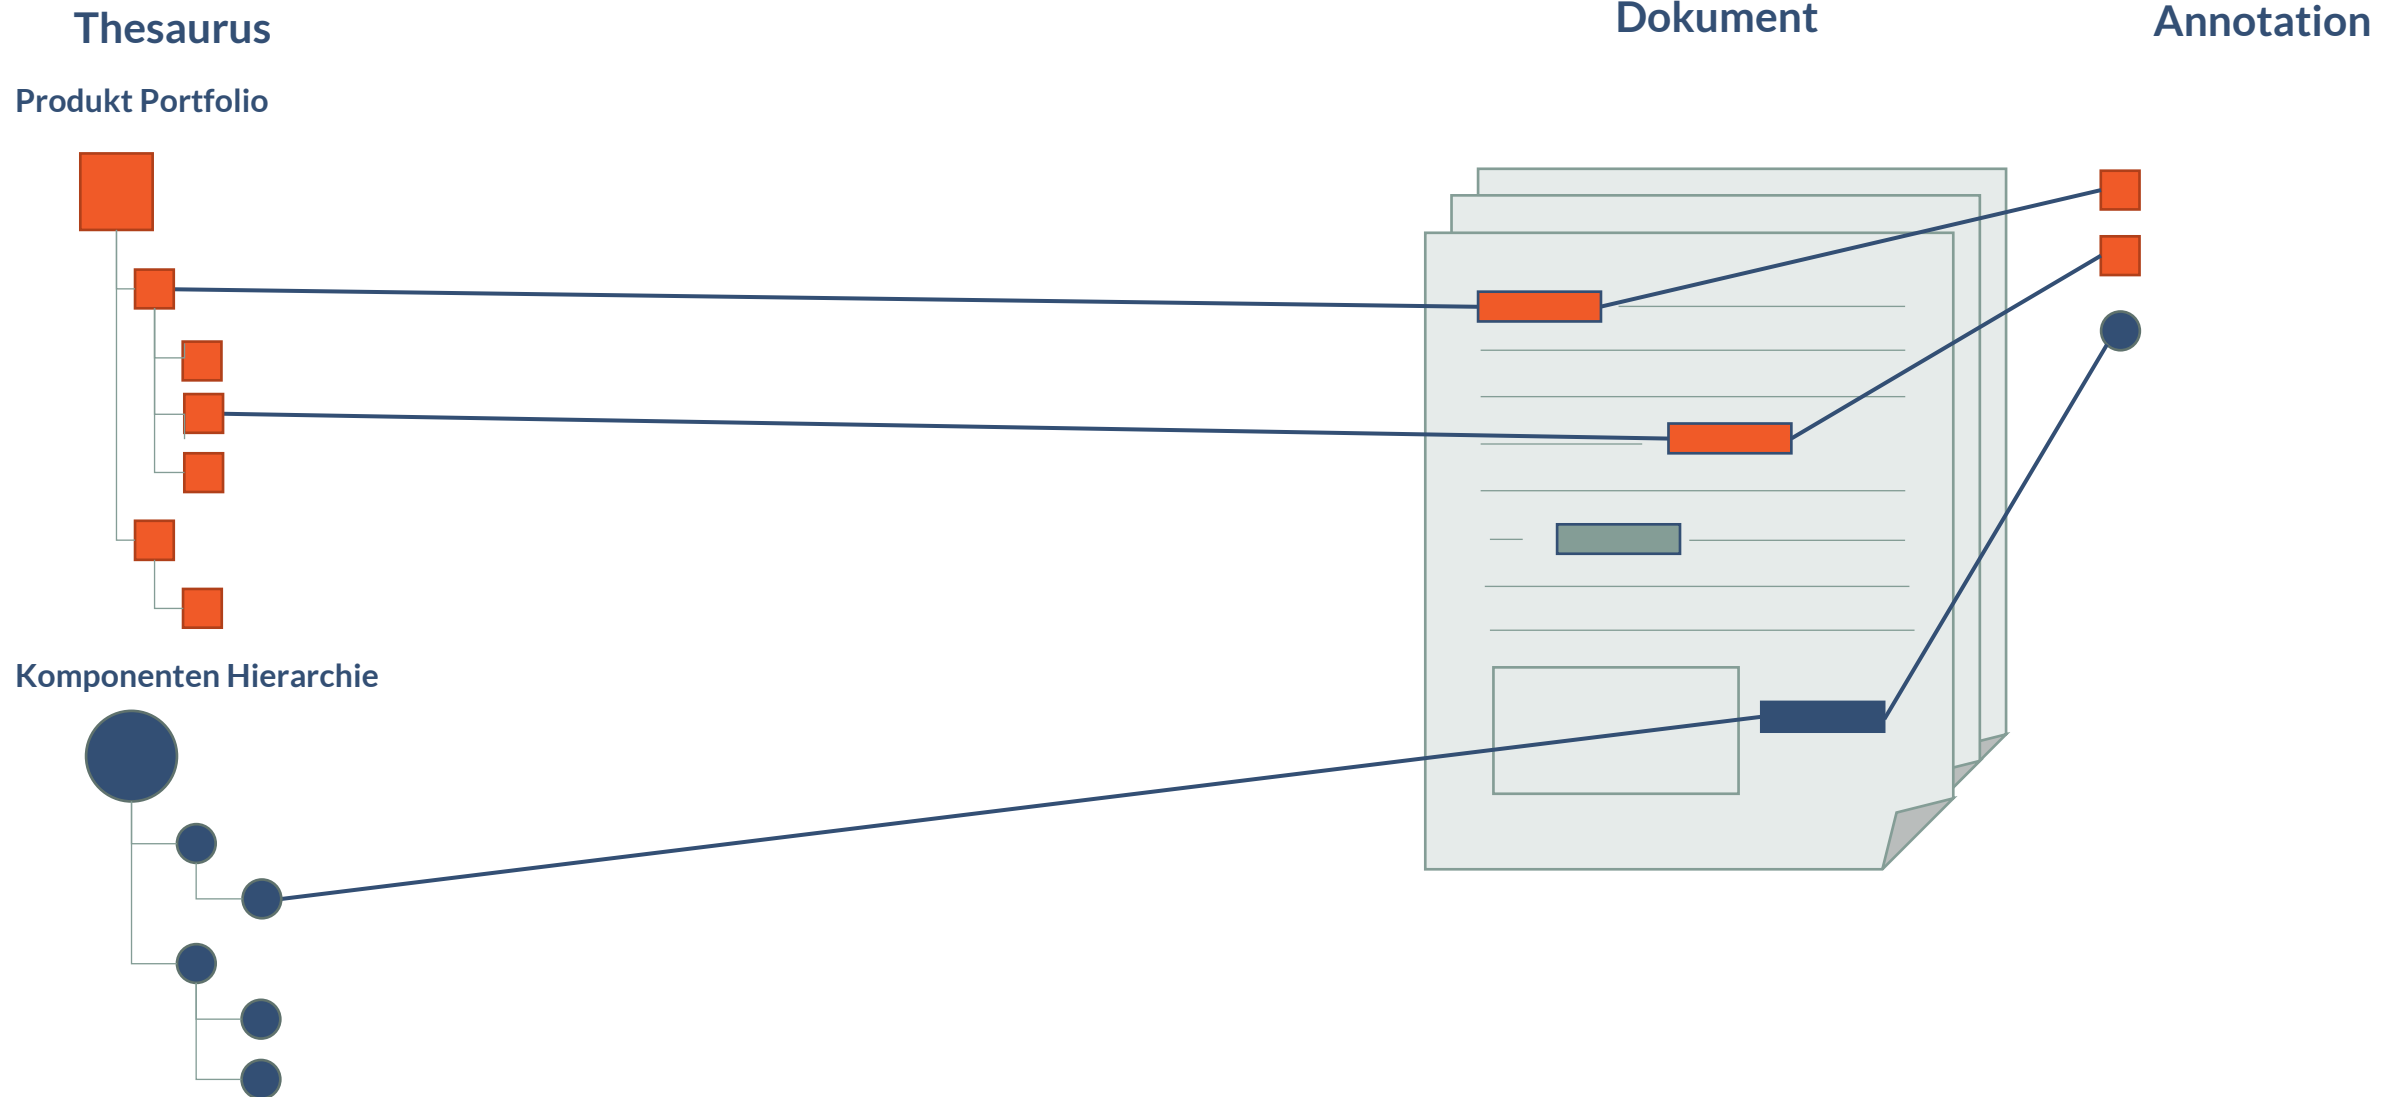 Thesaurus
Dokument
Annotation
Produkt Portfolio
Komponenten Hierarchie